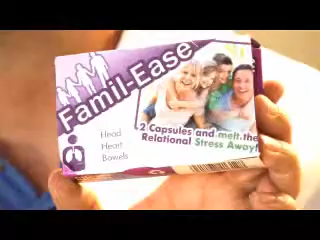 Famil-Ease
Head
Heart
Bowels
2 Capsules and melt the
Relational Stress Away!